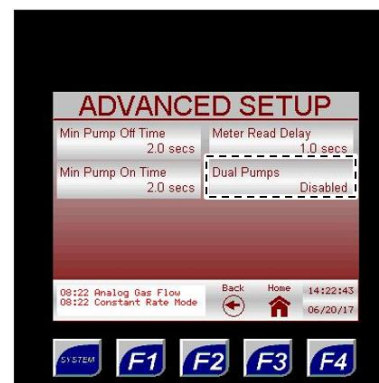 ADVANCED SETUP
Min Pump Off Time
2.0 secs
Meter Read Delay
1.0 secs
Min Pump On Time
2.0 secs
Dual Pumps
Disabled
08:22 Analog Gas Flow
08:22 Constant Rate Mode
Back
Home
14:22:43
06/20/17
SYSTEM
F1
F2
F3
F4